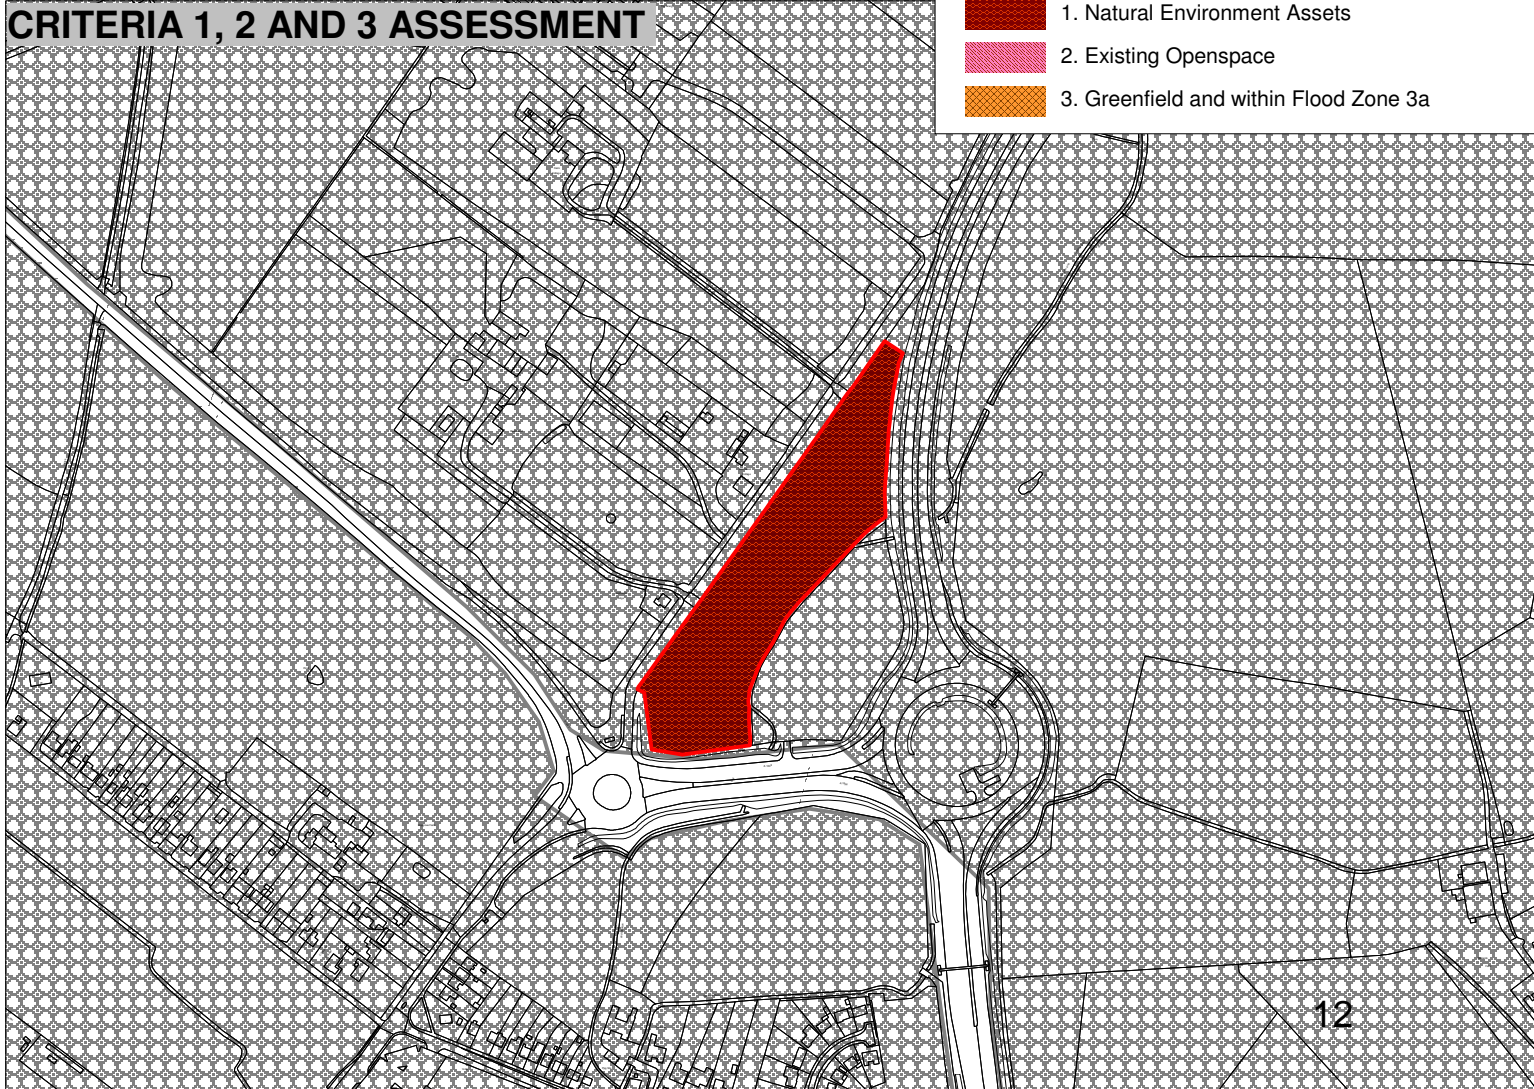 CRITERIA 1, 2 AND 3 ASSESSMENT
1. Natural Environment Assets
2. Existing Openspace
3. Greenfield and within Flood Zone 3a
12